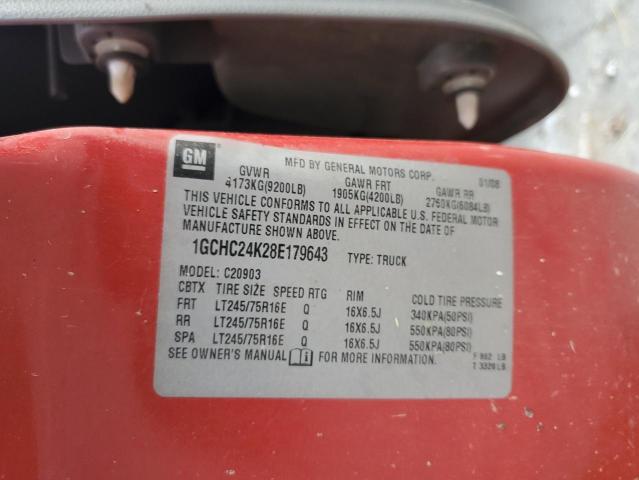 GM
MFD BY GENERAL MOTORS CORP. 01/08
GVWR GAWR FRT GAWR RR
4173KG(9200LB) 1905KG(4200LB) 2760KG(6084LB)
THIS VEHICLE CONFORMS TO ALL APPLICABLE U.S. FEDERAL MOTOR
VEHICLE SAFETY STANDARDS IN EFFECT ON THE DATE OF
MANUFACTURE SHOWN ABOVE.
1GCHC24K28E179643 TYPE: TRUCK
MODEL: C20903
CBTX TIRE SIZE SPEED RTG RIM COLD TIRE PRESSURE
FRT LT245/75R16E Q 16X6.5J 340KPA(50PSI)
RR LT245/75R16E Q 16X6.5J 550KPA(80PSI)
SPA LT245/75R16E Q 16X6.5J 550KPA(80PSI)
SEE OWNER'S MANUAL FOR MORE INFORMATION.
F 862 LB
T 3329 LB